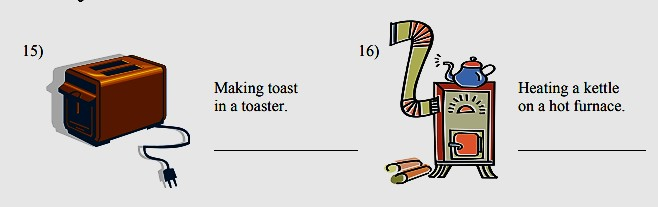 15)
Making toast
in a toaster.
16)
Heating a kettle
on a hot furnace.